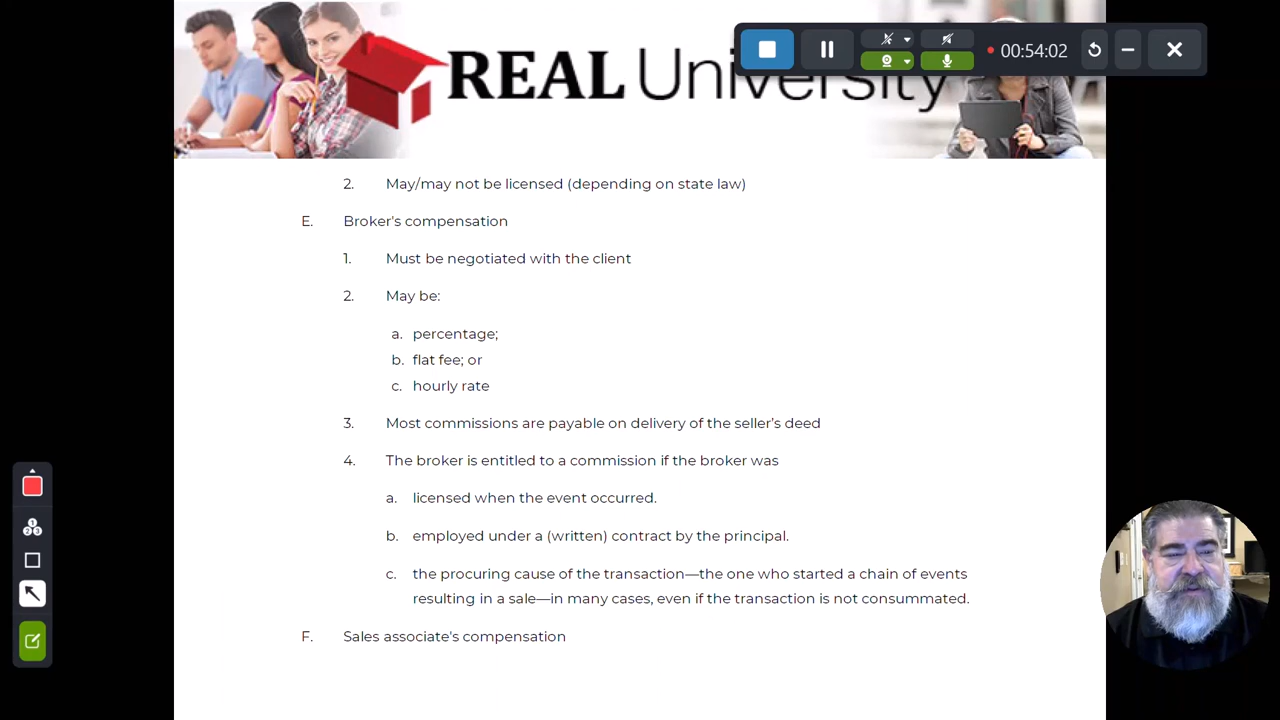 REAL University
00:54:02
2. May/may not be licensed (depending on state law)
E. Broker's compensation
1. Must be negotiated with the client
2. May be:
a. percentage;
b. flat fee; or
c. hourly rate
3. Most commissions are payable on delivery of the seller's deed
4. The broker is entitled to a commission if the broker was
a. licensed when the event occurred.
b. employed under a (written) contract by the principal.
c. the procuring cause of the transaction—the one who started a chain of events
resulting in a sale—in many cases, even if the transaction is not consummated.
F. Sales associate's compensation